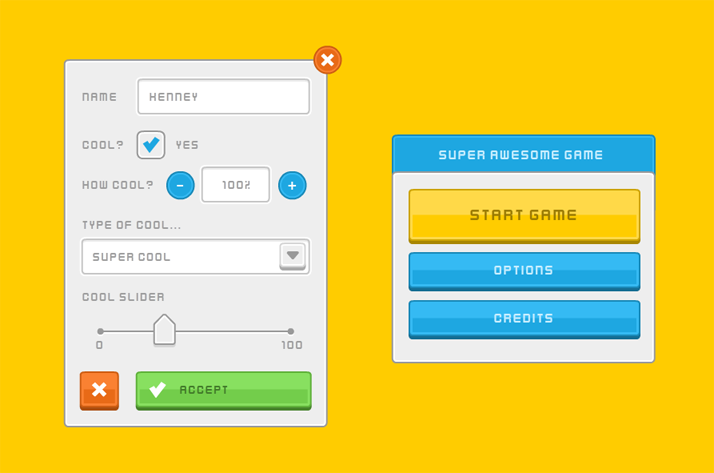 NAME KENNEY
COOL? YES
HOW COOL? - 100% +
TYPE OF COOL...
SUPER COOL
COOL SLIDER
0 100
ACCEPT
SUPER AWESOME GAME
START GAME
OPTIONS
CREDITS